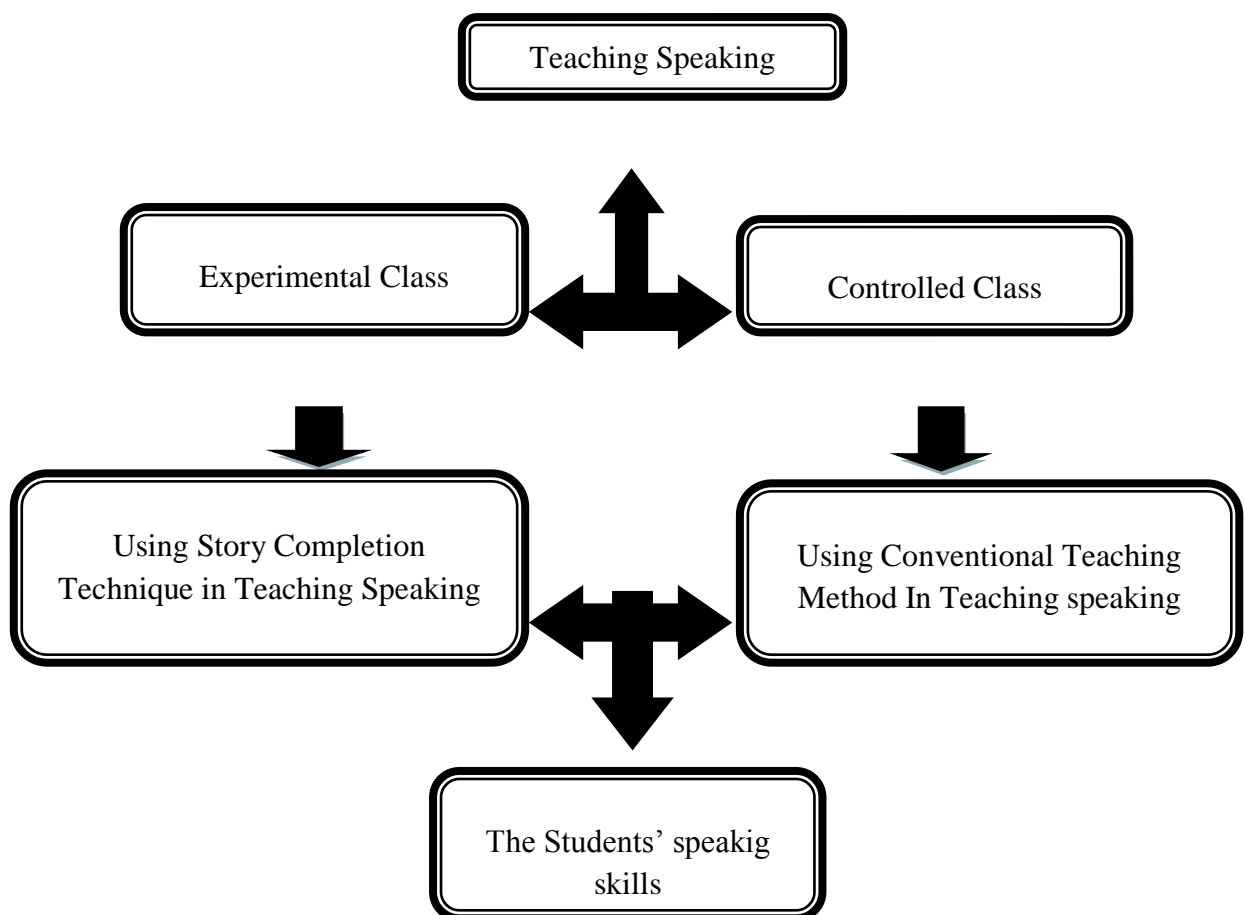 Teaching Speaking
Experimental Class
Controlled Class
Using Story Completion
Technique in Teaching Speaking
Using Conventional Teaching
Method In Teaching speaking
The Students’ speakig
skills